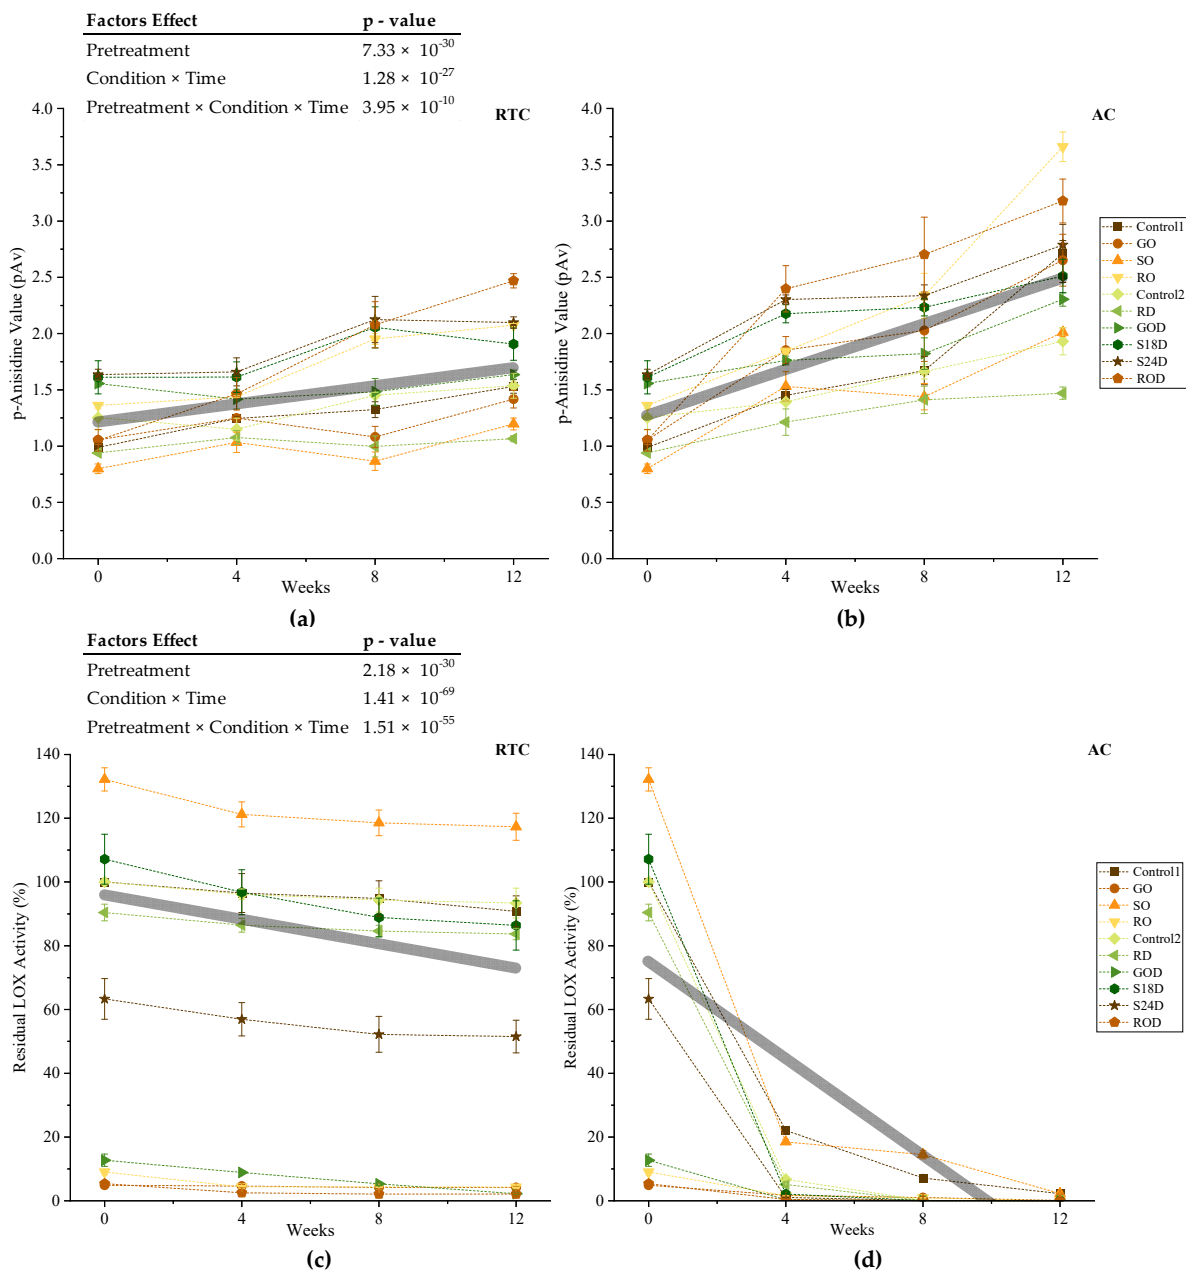 Factors Effect p - value
Pretreatment 7.33 × 10-30
Condition × Time 1.28 × 10-27
Pretreatment × Condition × Time 3.95 × 10-10
RTC
4.0
3.5
3.0
2.5
2.0
1.5
1.0
0.5
0.0
p-Anisidine Value (pAv)
0 4 8 12
Weeks
(a)
AC
4.0
3.5
3.0
2.5
2.0
1.5
1.0
0.5
0.0
p-Anisidine Value (pAv)
0 4 8 12
Weeks
(b)
Control1
GO
SO
RO
Control2
RD
GOD
S18D
S24D
ROD
Factors Effect p - value
Pretreatment 2.18 × 10-30
Condition × Time 1.41 × 10-69
Pretreatment × Condition × Time 1.51 × 10-55
RTC
140
120
100
80
60
40
20
0
Residual LOX Activity (%)
0 4 8 12
Weeks
(c)
AC
140
120
100
80
60
40
20
0
Residual LOX Activity (%)
0 4 8 12
Weeks
(d)
Control1
GO
SO
RO
Control2
RD
GOD
S18D
S24D
ROD